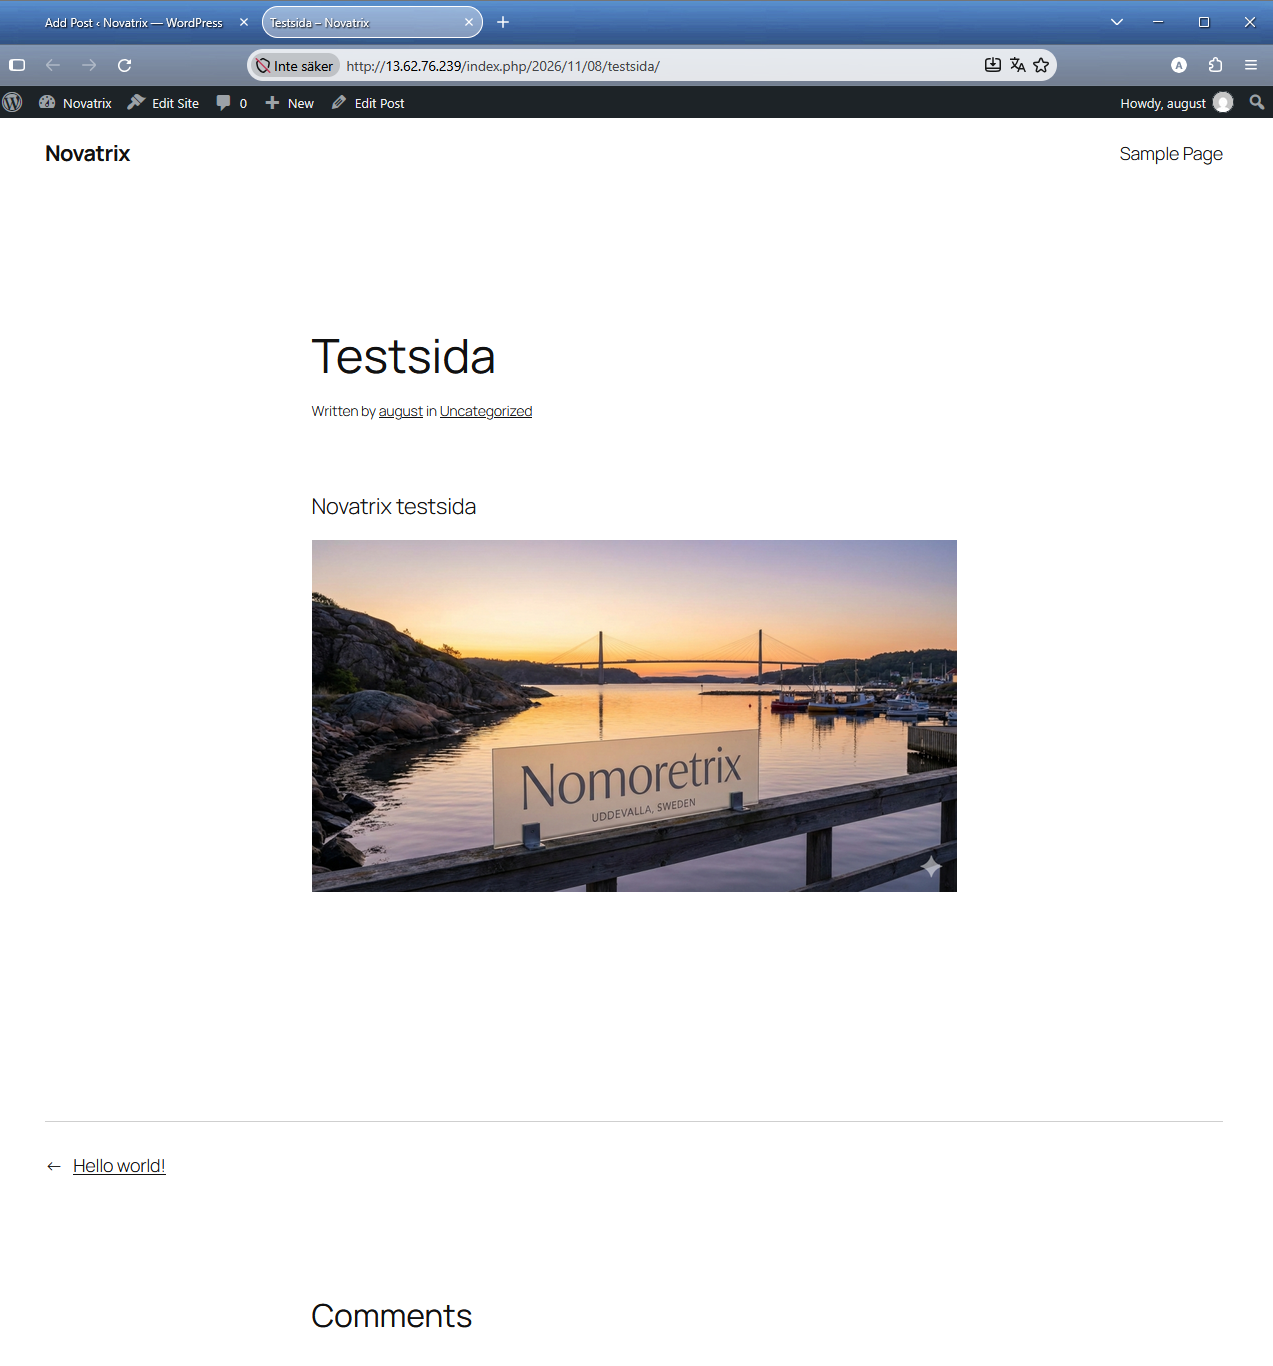 Add Post ‹ Novatrix — WordPress
Testsida – Novatrix
Inte säker
http://13.62.76.239/index.php/2026/11/08/testsida/
A
Novatrix
Edit Site
0
New
Edit Post
Howdy, august
Novatrix
Sample Page
Testsida
Written by august in Uncategorized
Novatrix testsida
Nomoretrix
UDDEVALLA, SWEDEN
← Hello world!
Comments